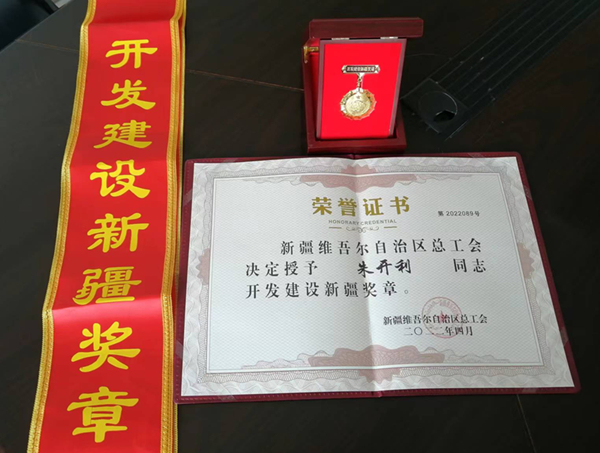 开发建设新疆奖章
荣誉证书
HONORARY CREDENTIAL
第 2022089 号
新疆维吾尔自治区总工会
决定授予 朱开利 同志
开发建设新疆奖章。
新疆维吾尔自治区总工会
二〇二二年四月